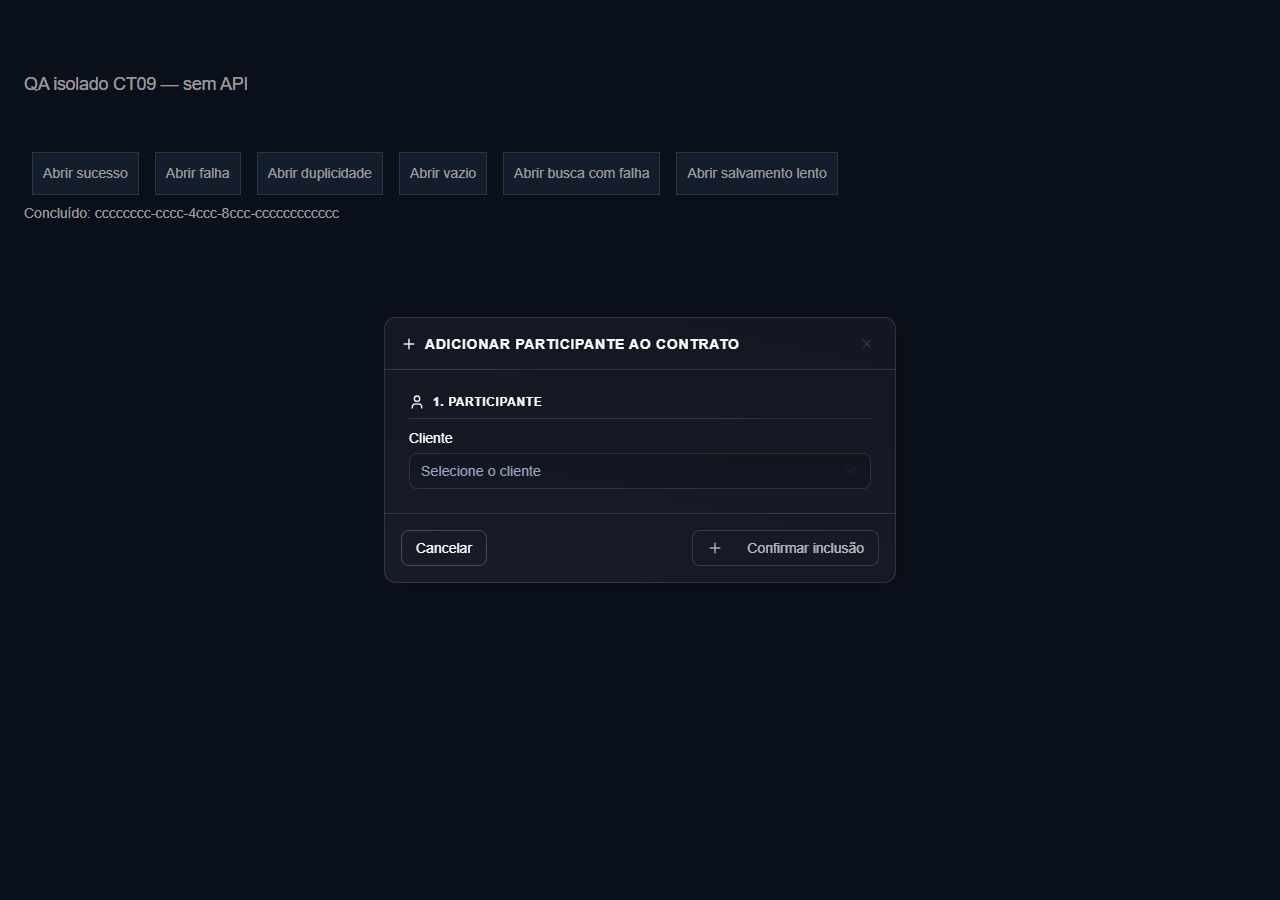 QA isolado CT09 — sem API
Abrir sucesso
Abrir falha
Abrir duplicidade
Abrir vazio
Abrir busca com falha
Abrir salvamento lento
Concluído: cccccccc-cccc-4ccc-8ccc-cccccccccccc
ADICIONAR PARTICIPANTE AO CONTRATO
1. PARTICIPANTE
Cliente
Selecione o cliente
Cancelar
Confirmar inclusão